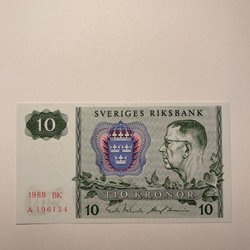 SVERIGES RIKSBANK
10
1988 BK
A 196154
TIO KRONOR
10
10